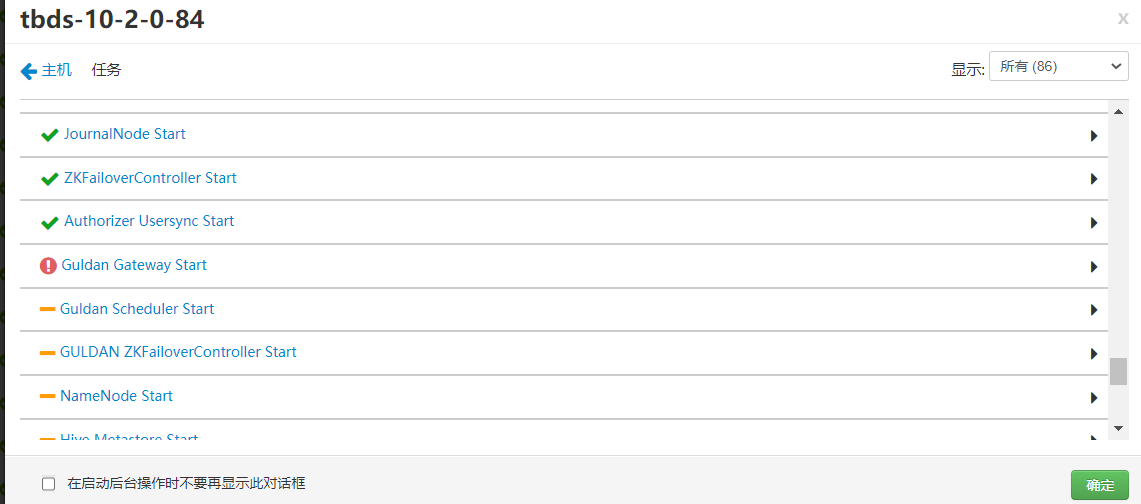 tbds-10-2-0-84
x
主机 任务 显示: 所有 (86)
JournalNode Start
ZKFailoverController Start
Authorizer Usersync Start
Guldan Gateway Start
Guldan Scheduler Start
GULDAN ZKFailoverController Start
NameNode Start
Hive Metastore Start
在启动后台操作时不要再显示此对话框 确定